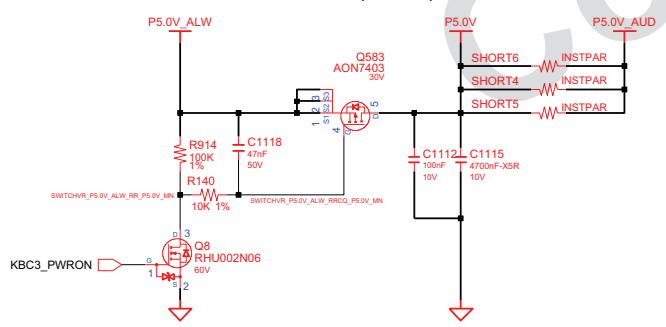 P5.0V_ALW
P5.0V
P5.0V_AUD
Q583
AON7403
30V
SHORT6
INSTPAR
SHORT4
INSTPAR
SHORT5
INSTPAR
3 S3
2 S2
1 S1
D 5
4 G
R914
100K
1%
C1118
47nF
50V
C1112
100nF
10V
C1115
4700nF-X5R
10V
R140
10K 1%
SWITCHVR_P5.0V_ALW_RR_P5.0V_MN
SWITCHVR_P5.0V_ALW_RRCQ_P5.0V_MN
D 3
Q8
RHU002N06
60V
KBC3_PWRON
G
1
S 2